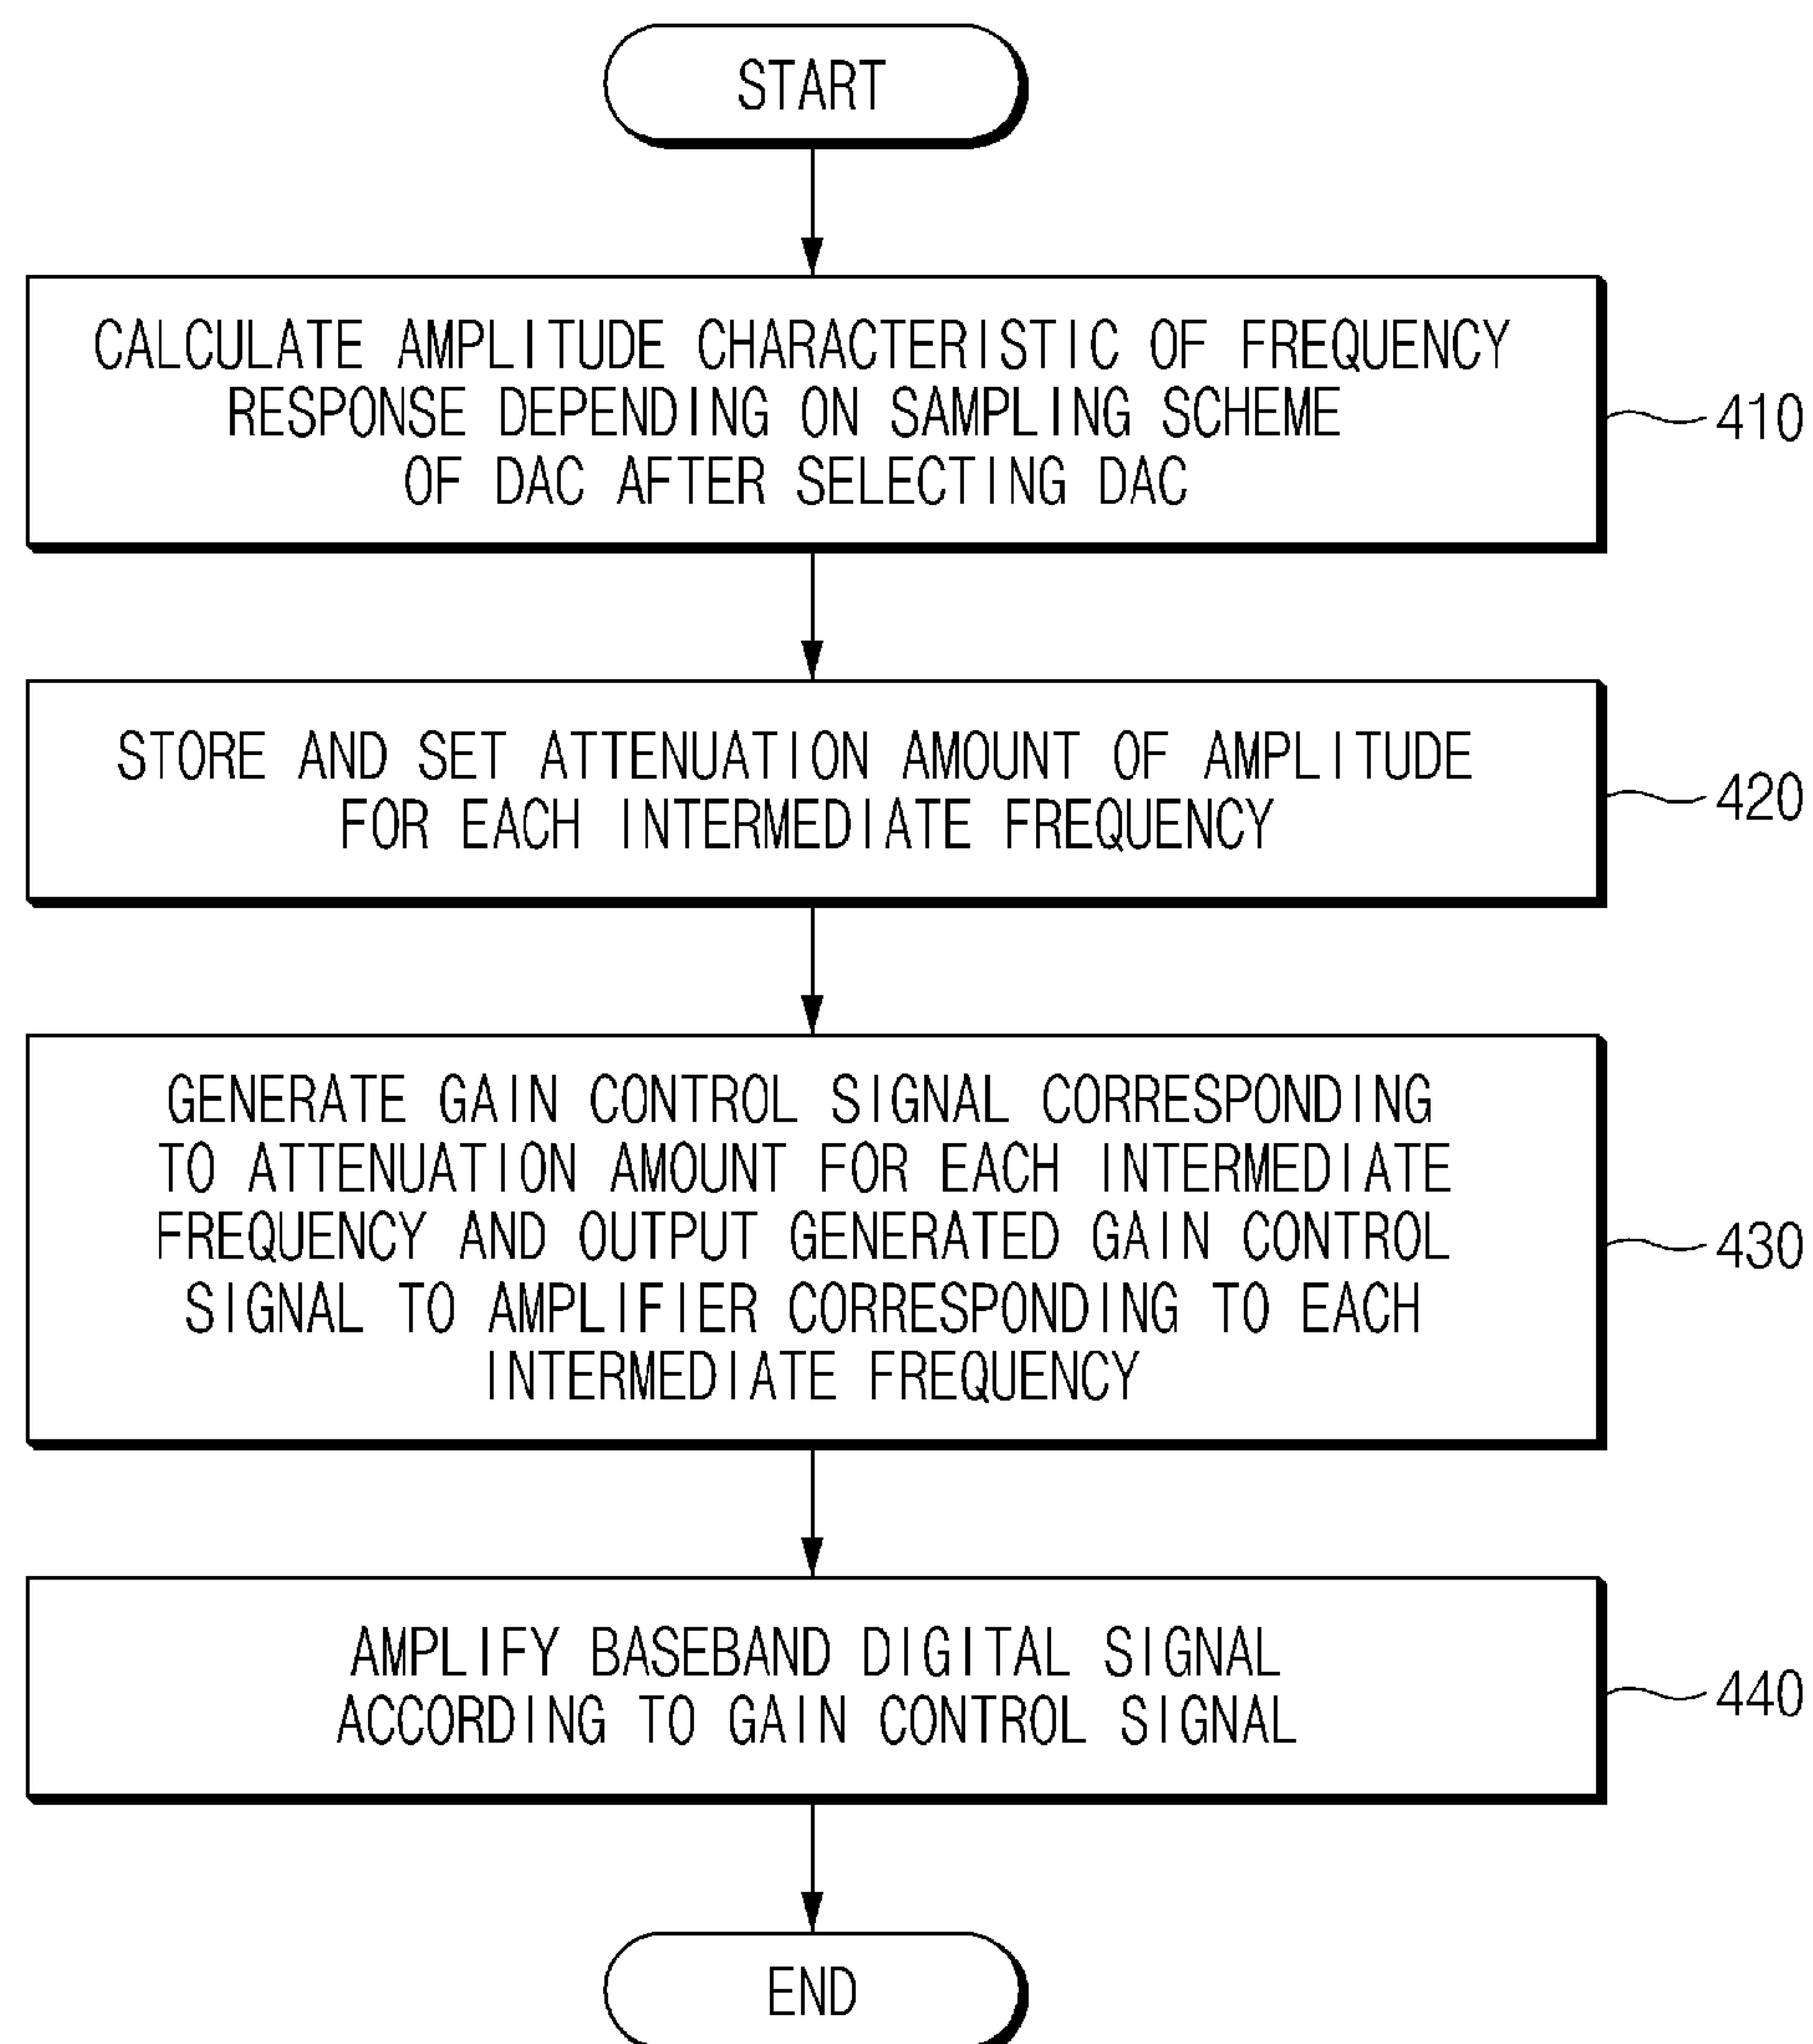 START
CALCULATE AMPLITUDE CHARACTERISTIC OF FREQUENCY
RESPONSE DEPENDING ON SAMPLING SCHEME
OF DAC AFTER SELECTING DAC
410
STORE AND SET ATTENUATION AMOUNT OF AMPLITUDE
FOR EACH INTERMEDIATE FREQUENCY
420
GENERATE GAIN CONTROL SIGNAL CORRESPONDING
TO ATTENUATION AMOUNT FOR EACH INTERMEDIATE
FREQUENCY AND OUTPUT GENERATED GAIN CONTROL
SIGNAL TO AMPLIFIER CORRESPONDING TO EACH
INTERMEDIATE FREQUENCY
430
AMPLIFY BASEBAND DIGITAL SIGNAL
ACCORDING TO GAIN CONTROL SIGNAL
440
END